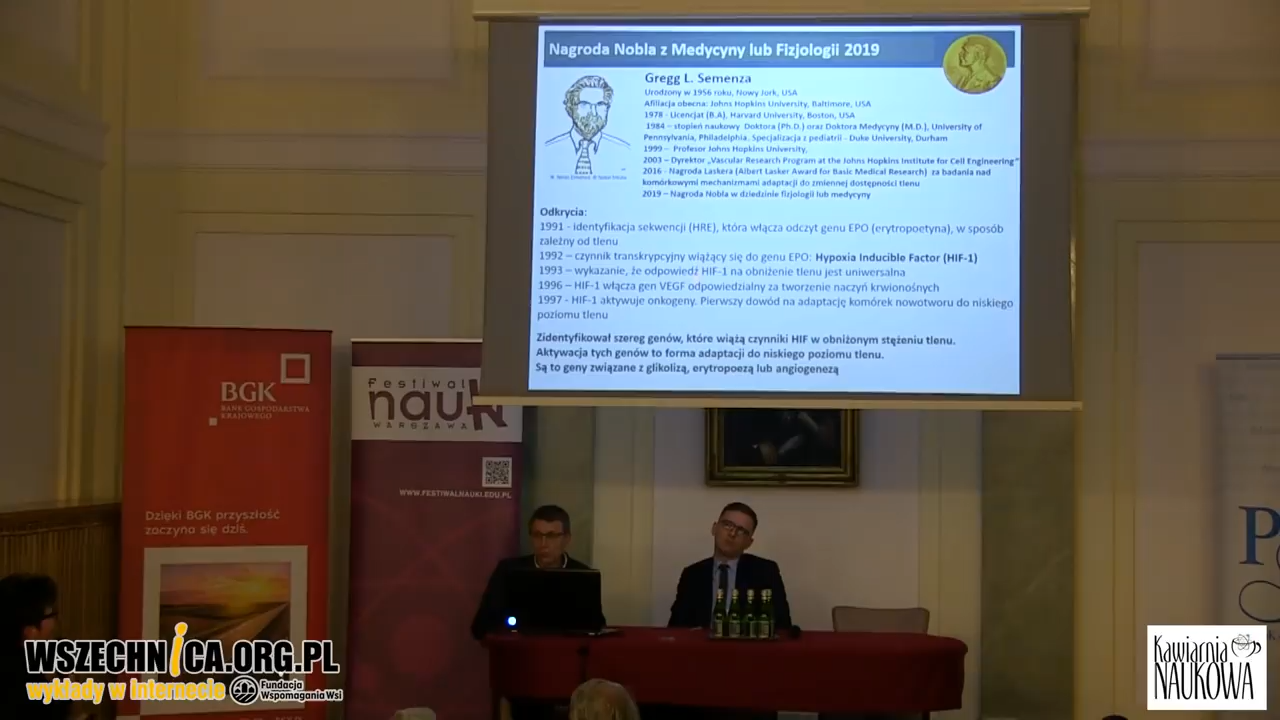 Nagroda Nobla z Medycyny lub Fizjologii 2019
Gregg L. Semenza
Urodzony w 1956 roku, Nowy Jork, USA
Afiliacja obecna: Johns Hopkins University, Baltimore, USA
1978 - Licencjat (B.A), Harvard University, Boston, USA
1984 – stopień naukowy Doktora (Ph.D.) oraz Doktora Medycyny (M.D.), University of
Pennsylvania, Philadelphia. Specjalizacja z pediatrii - Duke University, Durham
1999 – Profesor Johns Hopkins University,
2003 – Dyrektor „Vascular Research Program at the Johns Hopkins Institute for Cell Engineering"
2016 - Nagroda Laskera (Albert Lasker Award for Basic Medical Research) za badania nad
komórkowymi mechanizmami adaptacji do zmiennej dostępności tlenu
2019 – Nagroda Nobla w dziedzinie fizjologii lub medycyny
Odkrycia:
1991 - identyfikacja sekwencji (HRE), która włącza odczyt genu EPO (erytropoetyna), w sposób
zależny od tlenu
1992 – czynnik transkrypcyjny wiążący się do genu EPO: Hypoxia Inducible Factor (HIF-1)
1993 – wykazanie, że odpowiedź HIF-1 na obniżenie tlenu jest uniwersalna
1996 – HIF-1 włącza gen VEGF odpowiedzialny za tworzenie naczyń krwionośnych
1997 - HIF-1 aktywuje onkogeny. Pierwszy dowód na adaptację komórek nowotworu do niskiego
poziomu tlenu
Zidentyfikował szereg genów, które wiążą czynniki HIF w obniżonym stężeniu tlenu.
Aktywacja tych genów to forma adaptacji do niskiego poziomu tlenu.
Są to geny związane z glikolizą, erytropoezą lub angiogenezą
BGK
BANK GOSPODARSTWA
KRAJOWEGO
Dzięki BGK przyszłość
zaczyna się dziś.
Festiwal
nauk
WARSZAWA
WWW.FESTIWALNAUKI.EDU.PL
WSZECHNICA.ORG.PL
wykłady w internecie
Fundacja
Wspomagania Wsi
Kawiarnia
NAUKOWA